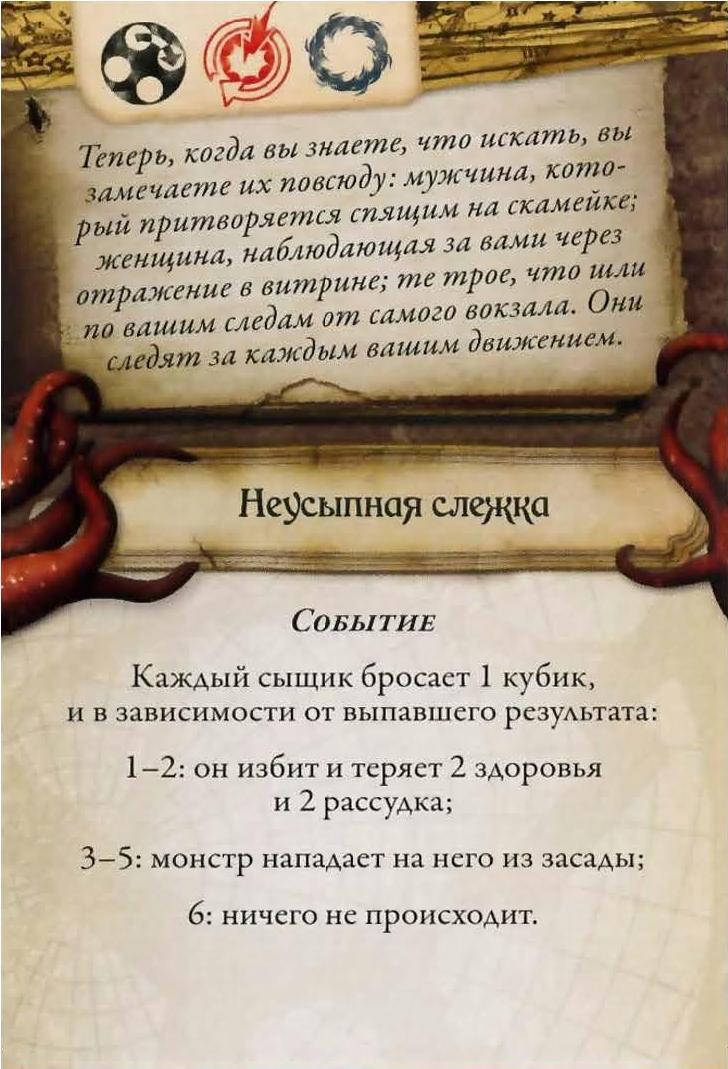 Теперь, когда вы знаете, что искать, вы
замечаете их повсюду: мужчина, кото-
рый притворяется спящим на скамейке;
женщина, наблюдающая за вами через
отражение в витрине; те трое, что шли
по вашим следам от самого вокзала. Они
следят за каждым вашим движением.
Неусыпная слежка
Событие
Каждый сыщик бросает 1 кубик,
и в зависимости от выпавшего результата:
1–2: он избит и теряет 2 здоровья
и 2 рассудка;
3–5: монстр нападает на него из засады;
6: ничего не происходит.